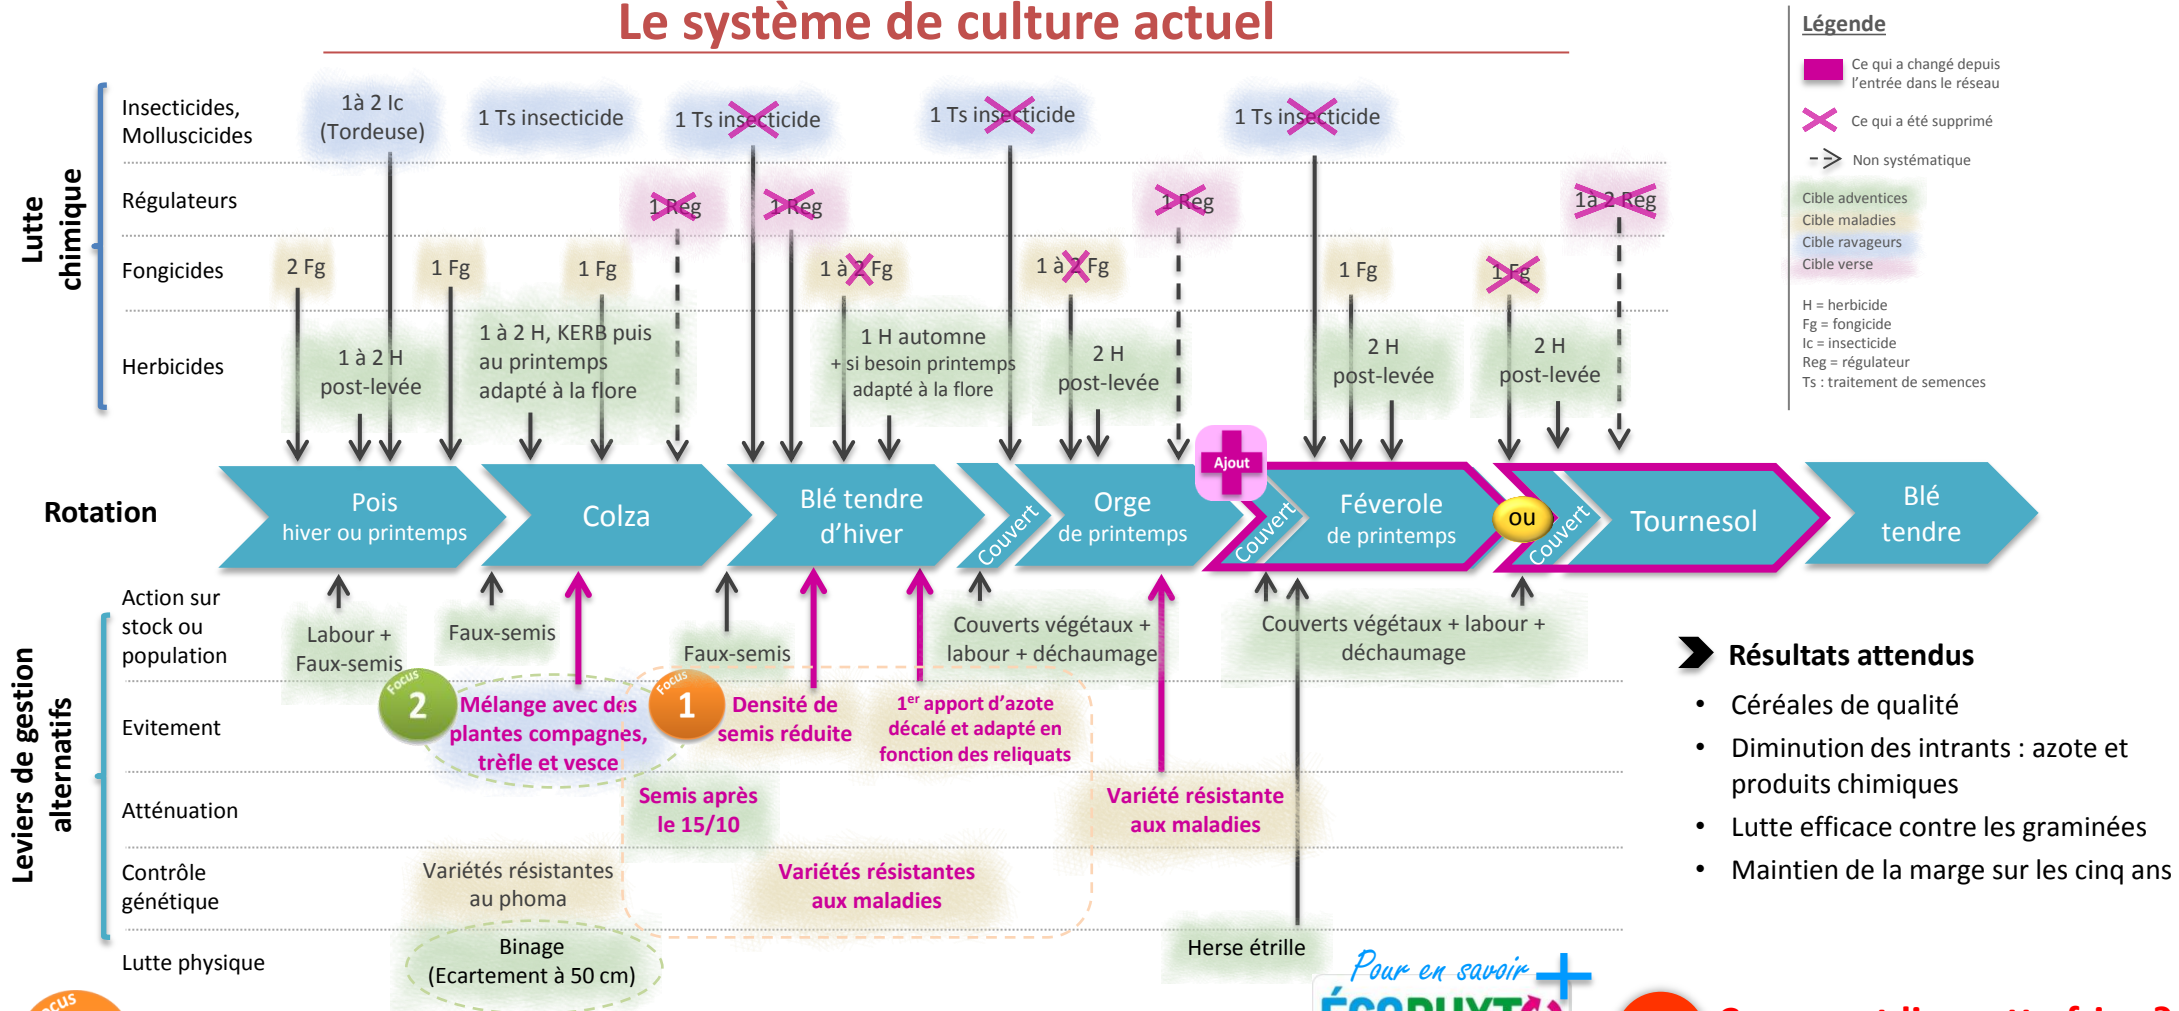 Le système de culture actuel
Légende
Ce qui a changé depuis
l'entrée dans le réseau
Ce qui a été supprimé
Non systématique
Cible adventices
Cible maladies
Cible ravageurs
Cible verse
H = herbicide
Fg = fongicide
Ic = insecticide
Reg = régulateur
Ts : traitement de semences
Lutte
chimique
Insecticides,
Molluscicides
1à 2 Ic
(Tordeuse)
1 Ts insecticide
1 Ts insecticide
1 Ts insecticide
1 Ts insecticide
Régulateurs
1 Reg
1 Reg
1 Reg
1à 2 Reg
Fongicides
2 Fg
1 Fg
1 Fg
1 à 2 Fg
1 à 2 Fg
1 Fg
1 Fg
Herbicides
1 à 2 H
post-levée
1 à 2 H, KERB puis
au printemps
adapté à la flore
1 H automne
+ si besoin printemps
adapté à la flore
2 H
post-levée
2 H
post-levée
2 H
post-levée
Rotation
Pois
hiver ou printemps
Colza
Blé tendre
d'hiver
Couvert
Orge
de printemps
Ajout
Couvert
Féverole
de printemps
ou
Couvert
Tournesol
Blé
tendre
Leviers de gestion
alternatifs
Action sur
stock ou
population
Labour +
Faux-semis
Faux-semis
Faux-semis
Couverts végétaux +
labour + déchaumage
Couverts végétaux + labour +
déchaumage
Evitement
Focus
2
Mélange avec des
plantes compagnes,
trèfle et vesce
Focus
1
Densité de
semis réduite
1er apport d'azote
décalé et adapté en
fonction des reliquats
Atténuation
Semis après
le 15/10
Variété résistante
aux maladies
Contrôle
génétique
Variétés résistantes
au phoma
Variétés résistantes
aux maladies
Lutte physique
Binage
(Ecartement à 50 cm)
Herse étrille
Résultats attendus
• Céréales de qualité
• Diminution des intrants : azote et
produits chimiques
• Lutte efficace contre les graminées
• Maintien de la marge sur les cinq ans
Pour en savoir +